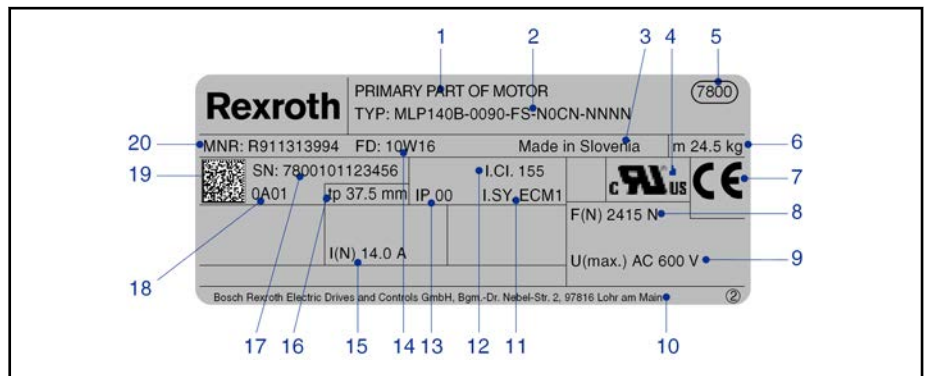 1 2 3 4 5
Rexroth
PRIMARY PART OF MOTOR
7800
TYP: MLP140B-0090-FS-N0CN-NNNN
20
MNR: R911313994 FD: 10W16 Made in Slovenia m 24.5 kg
6
19
SN: 7800101123456
I.CI. 155
c RU US
CE
7
0A01
tp 37.5 mm
IP 00
I.SY. ECM1
F(N) 2415 N
8
I(N) 14.0 A
U(max.) AC 600 V
9
18
Bosch Rexroth Electric Drives and Controls GmbH, Bgm.-Dr. Nebel-Str. 2, 97816 Lohr am Main
2
17 16 15 14 13 12 11 10